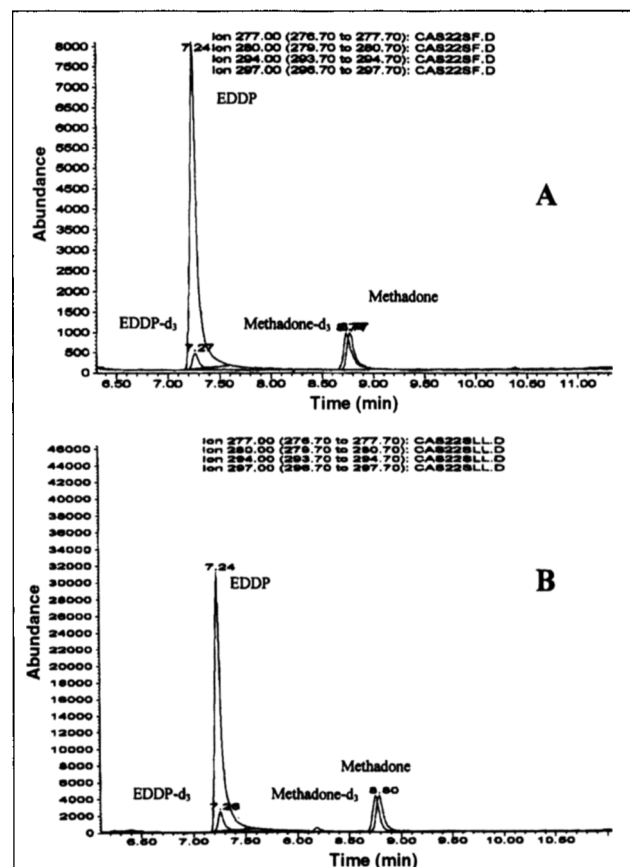 Ion 277.00 (276.70 to 277.70): CAS22SF.D
Ion 280.00 (279.70 to 280.70): CAS22SF.D
Ion 294.00 (293.70 to 294.70): CAS22SF.D
Ion 297.00 (296.70 to 297.70): CAS22SF.D
8000
7500
7000
6500
6000
5500
5000
4500
4000
3500
3000
2500
2000
1500
1000
500
0
Abundance
7.24
EDDP
A
EDDP-d3
7.27
Methadone-d3
Methadone
6.50 7.00 7.50 8.00 8.50 9.00 9.50 10.00 10.50 11.00
Time (min)
Ion 277.00 (276.70 to 277.70): CAS22SLL.D
Ion 280.00 (279.70 to 280.70): CAS22SLL.D
Ion 294.00 (293.70 to 294.70): CAS22SLL.D
Ion 297.00 (296.70 to 297.70): CAS22SLL.D
46000
44000
42000
40000
38000
36000
34000
32000
30000
28000
26000
24000
22000
20000
18000
16000
14000
12000
10000
8000
6000
4000
2000
0
Abundance
7.24
EDDP
B
EDDP-d3
7.26
Methadone-d3
Methadone
8.80
6.50 7.00 7.50 8.00 8.50 9.00 9.50 10.00 10.50
Time (min)